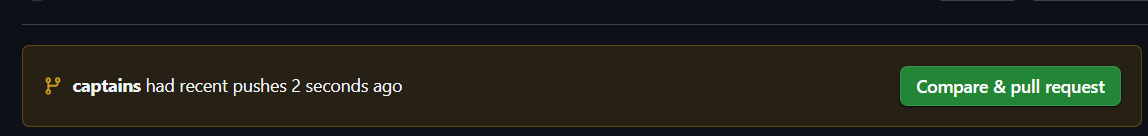 captains had recent pushes 2 seconds ago
Compare & pull request